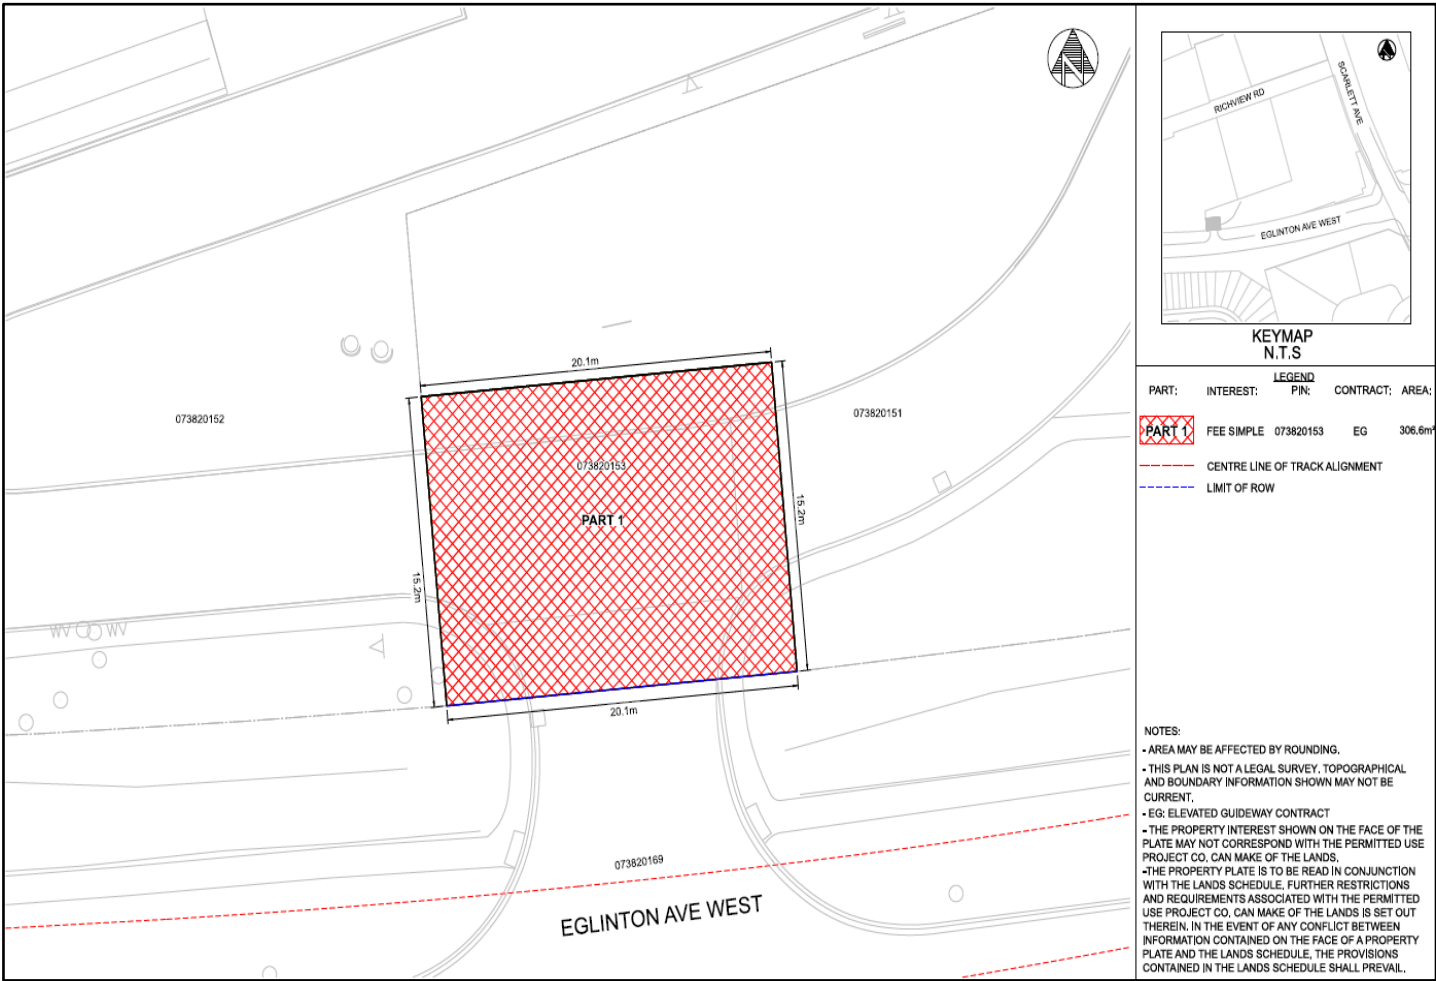 N
RICHVIEW RD
SCARLETT AVE
EGLINTON AVE WEST
KEYMAP
N.T.S
LEGEND
PART: INTEREST: PIN: CONTRACT: AREA:
PART 1 FEE SIMPLE 073820153 EG 306.6m²
CENTRE LINE OF TRACK ALIGNMENT
LIMIT OF ROW
20.1m
073820152
073820151
073820153
15.2m
PART 1
15.2m
WV WV
20.1m
073820169
EGLINTON AVE WEST
NOTES:
- AREA MAY BE AFFECTED BY ROUNDING.
- THIS PLAN IS NOT A LEGAL SURVEY. TOPOGRAPHICAL
AND BOUNDARY INFORMATION SHOWN MAY NOT BE
CURRENT.
- EG: ELEVATED GUIDEWAY CONTRACT
- THE PROPERTY INTEREST SHOWN ON THE FACE OF THE
PLATE MAY NOT CORRESPOND WITH THE PERMITTED USE
PROJECT CO. CAN MAKE OF THE LANDS.
-THE PROPERTY PLATE IS TO BE READ IN CONJUNCTION
WITH THE LANDS SCHEDULE. FURTHER RESTRICTIONS
AND REQUIREMENTS ASSOCIATED WITH THE PERMITTED
USE PROJECT CO. CAN MAKE OF THE LANDS IS SET OUT
THEREIN. IN THE EVENT OF ANY CONFLICT BETWEEN
INFORMATION CONTAINED ON THE FACE OF A PROPERTY
PLATE AND THE LANDS SCHEDULE, THE PROVISIONS
CONTAINED IN THE LANDS SCHEDULE SHALL PREVAIL.